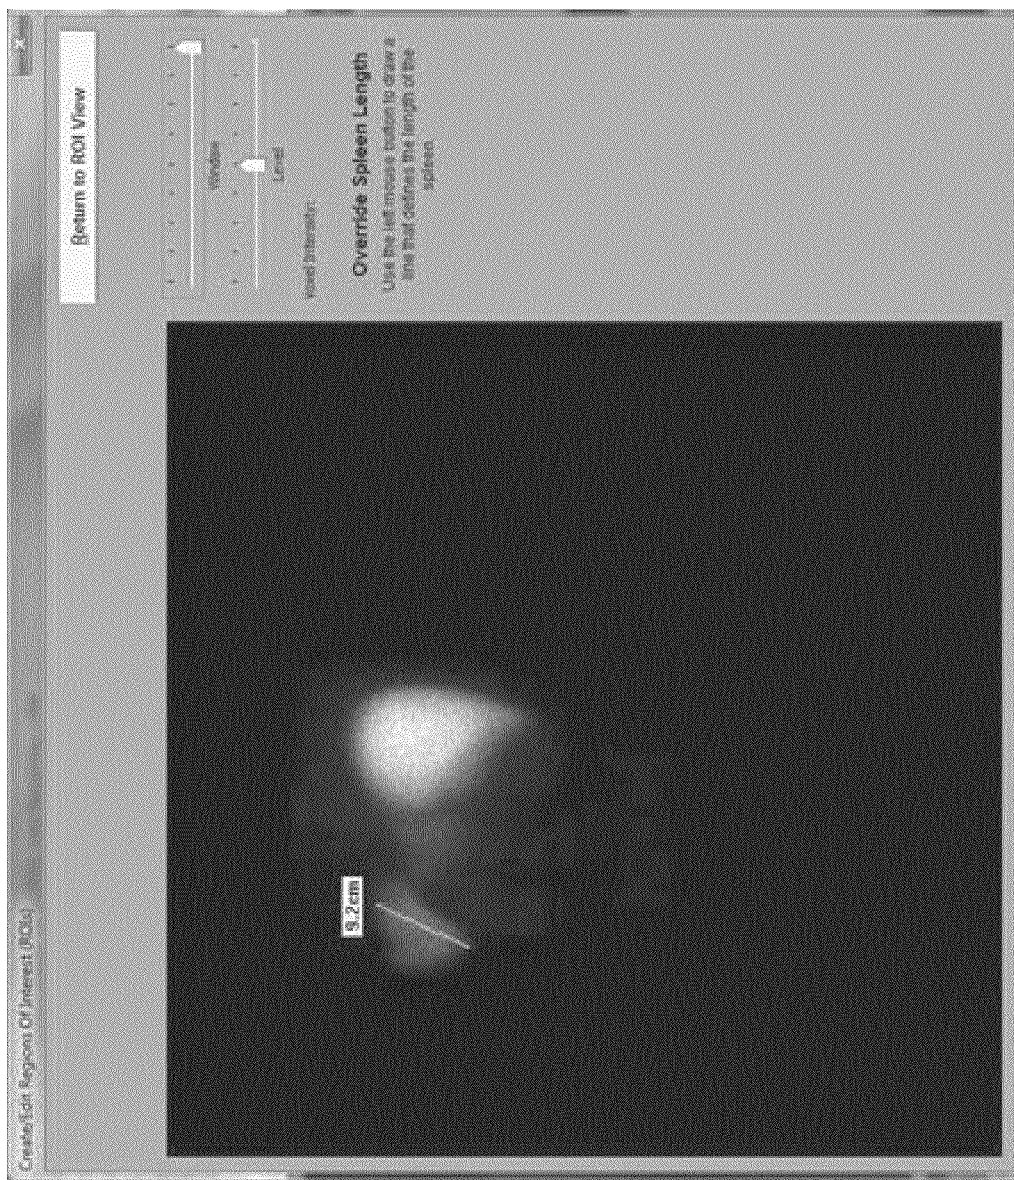 Create/Edit Regions Of Interest (ROIs)
Return to ROI View
Window
Level
Voxel Intensity:
Override Spleen Length
Use the left mouse button to draw a
line that defines the length of the
spleen
9.2cm